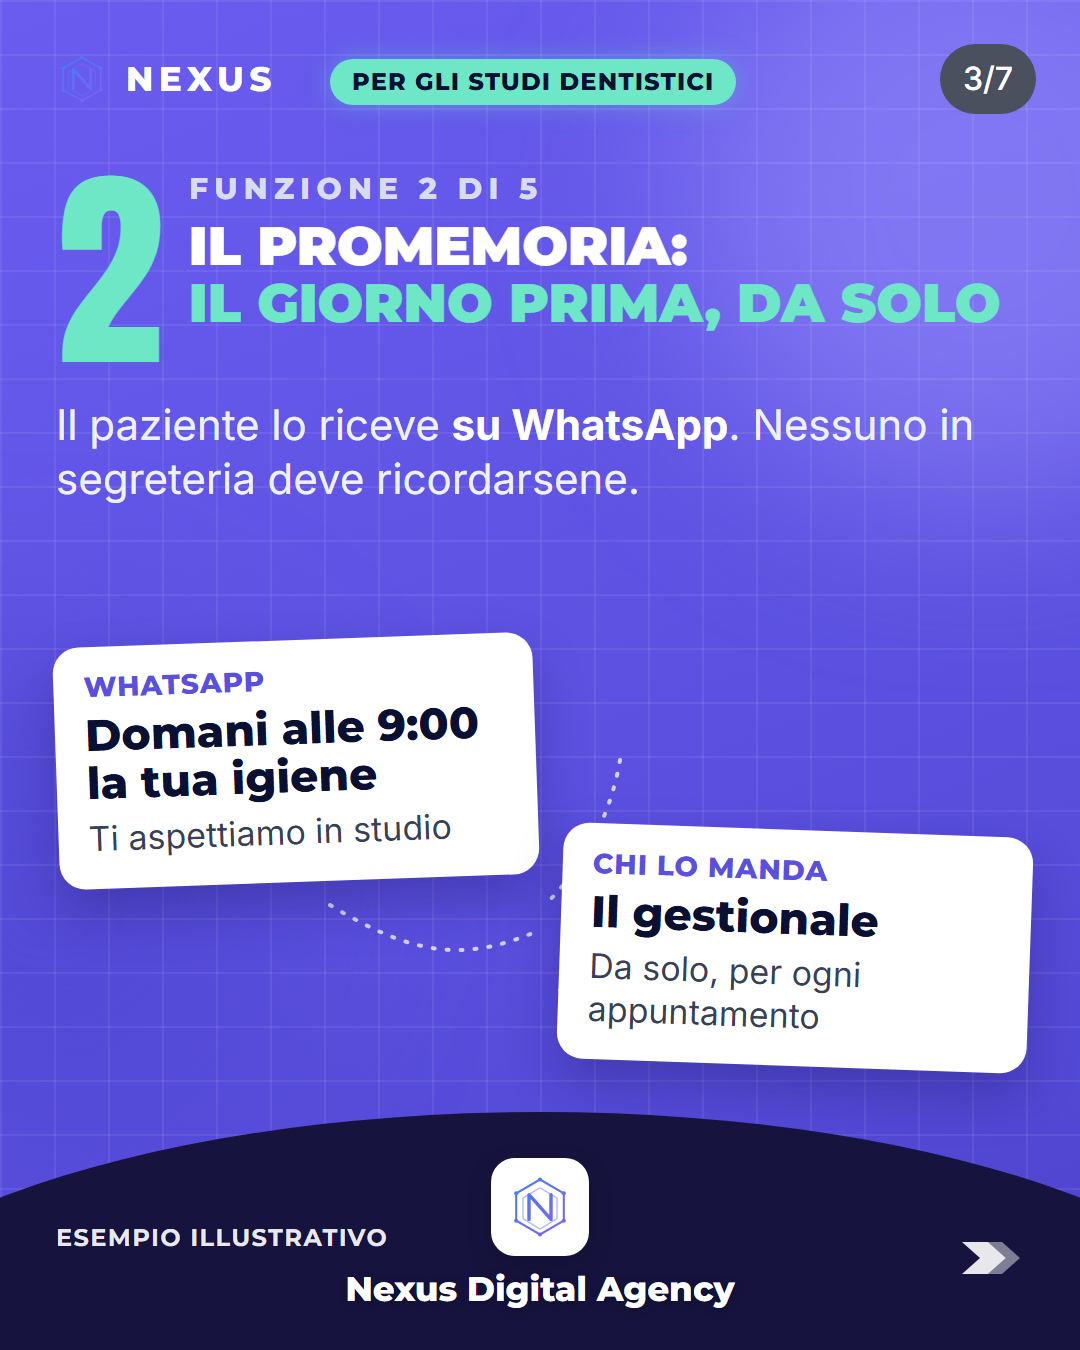 NEXUS
PER GLI STUDI DENTISTICI
3/7
2
FUNZIONE 2 DI 5
IL PROMEMORIA:
IL GIORNO PRIMA, DA SOLO
Il paziente lo riceve su WhatsApp. Nessuno in
segreteria deve ricordarsene.
WHATSAPP
Domani alle 9:00
la tua igiene
Ti aspettiamo in studio
CHI LO MANDA
Il gestionale
Da solo, per ogni
appuntamento
ESEMPIO ILLUSTRATIVO
N
Nexus Digital Agency